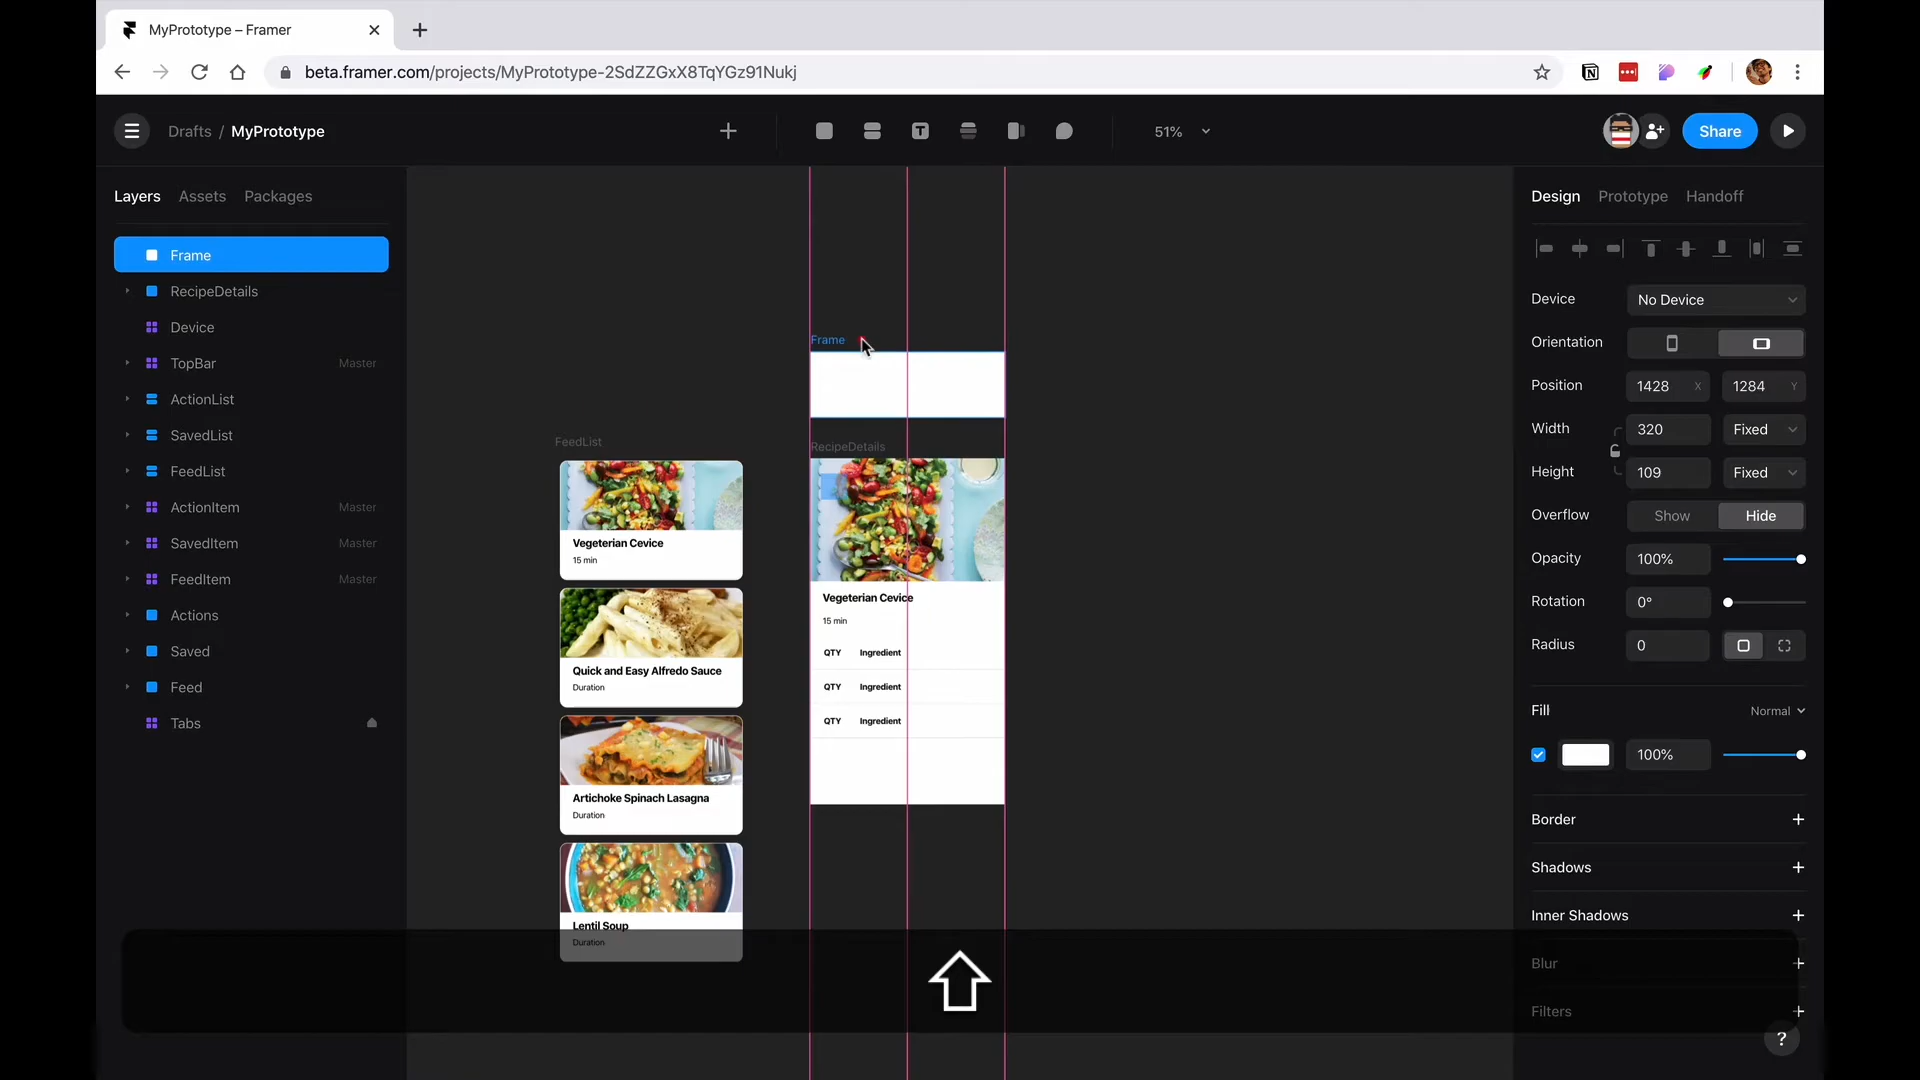 MyPrototype – Framer
beta.framer.com/projects/MyPrototype-2SdZZGxX8TqYGz91Nukj
Drafts / MyPrototype
51%
Share
Layers Assets Packages
Frame
RecipeDetails
Device
TopBar Master
ActionList
SavedList
FeedList
ActionItem Master
SavedItem Master
FeedItem Master
Actions
Saved
Feed
Tabs
Frame
FeedList
Vegeterian Cevice
15 min
Quick and Easy Alfredo Sauce
Duration
Artichoke Spinach Lasagna
Duration
Lentil Soup
Duration
RecipeDetails
Vegeterian Cevice
15 min
QTY Ingredient
QTY Ingredient
QTY Ingredient
Design Prototype Handoff
Device No Device
Orientation
Position 1428 X 1284 Y
Width 320 Fixed
Height 109 Fixed
Overflow Show Hide
Opacity 100%
Rotation 0°
Radius 0
Fill Normal
100%
Border
Shadows
Inner Shadows
Blur
Filters
?